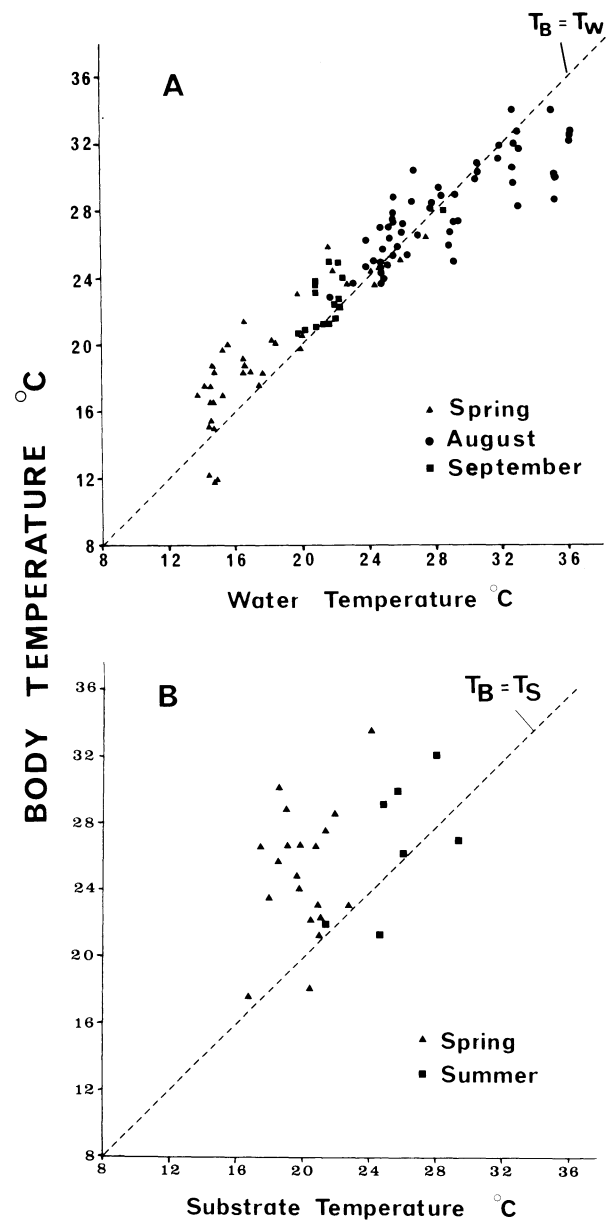 T_B = T_W
A
36
32
28
24
20
16
12
8
▲ Spring
● August
■ September
8 12 16 20 24 28 32 36
Water Temperature °C
BODY TEMPERATURE °C
B
T_B = T_S
36
32
28
24
20
16
12
8
▲ Spring
■ Summer
8 12 16 20 24 28 32 36
Substrate Temperature °C